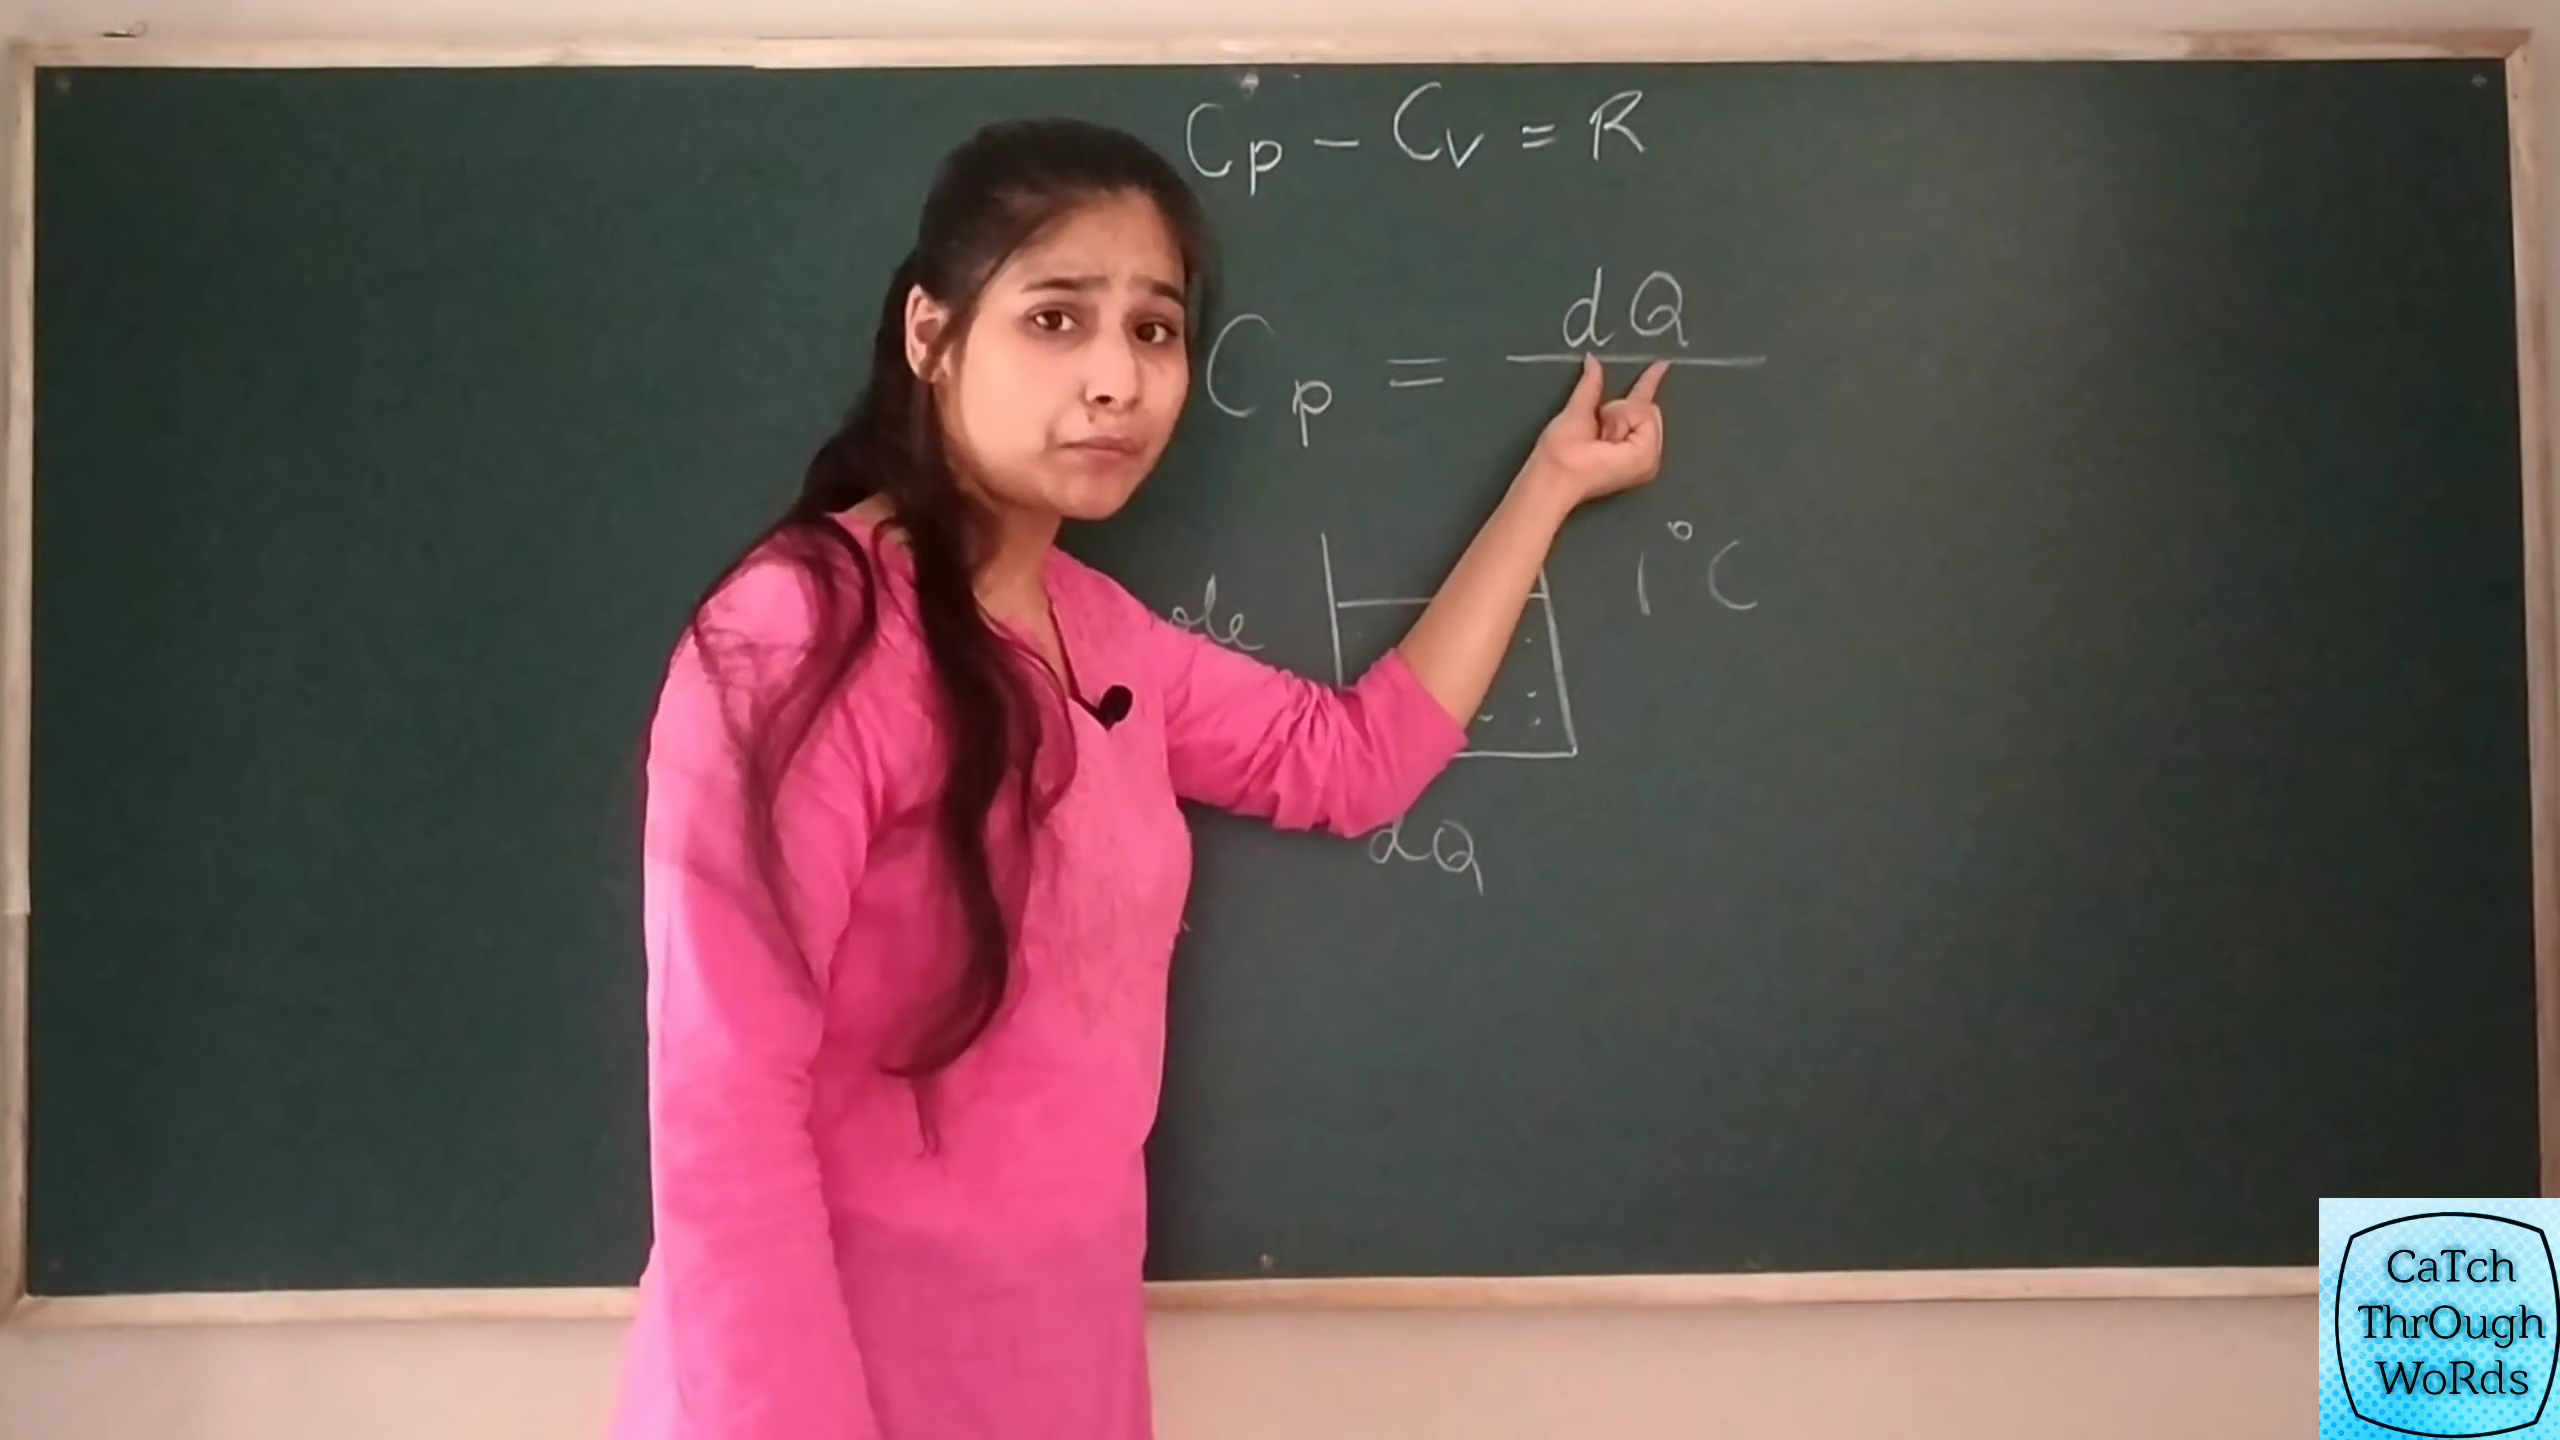 Cp - Cv = R
Cp = dQ
1°C
dQ
CaTch
ThrOugh
WoRds